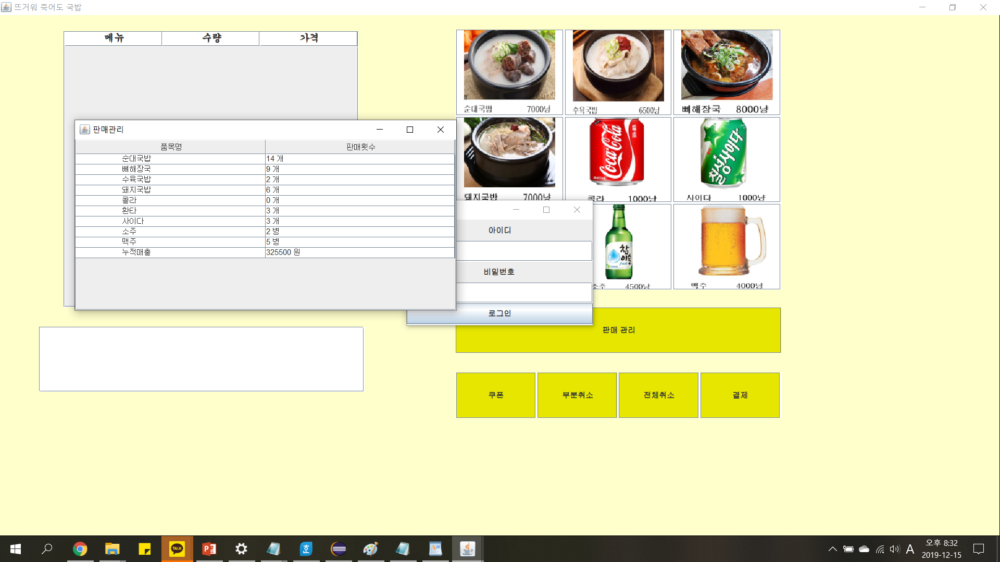 뜨거워 죽어도 국밥
메뉴 수량 가격
순대국밥 7000냥
수육국밥 6500냥
뼈해장국 8000냥
돼지국밥 7000냥
Coca-Cola
콜라 1000냥
칠성사이다
사이다 1000냥
참이슬
fresh
소주 4500냥
맥주 4000냥
판매관리
품목명 판매횟수
순대국밥 14 개
뼈해장국 9 개
수육국밥 2 개
돼지국밥 6 개
콜라 0 개
환타 3 개
사이다 3 개
소주 2 병
맥주 5 병
누적매출 325500 원
아이디
비밀번호
로그인
판매 관리
쿠폰 부분취소 전체취소 결제
TALK
A
오후 8:32
2019-12-15